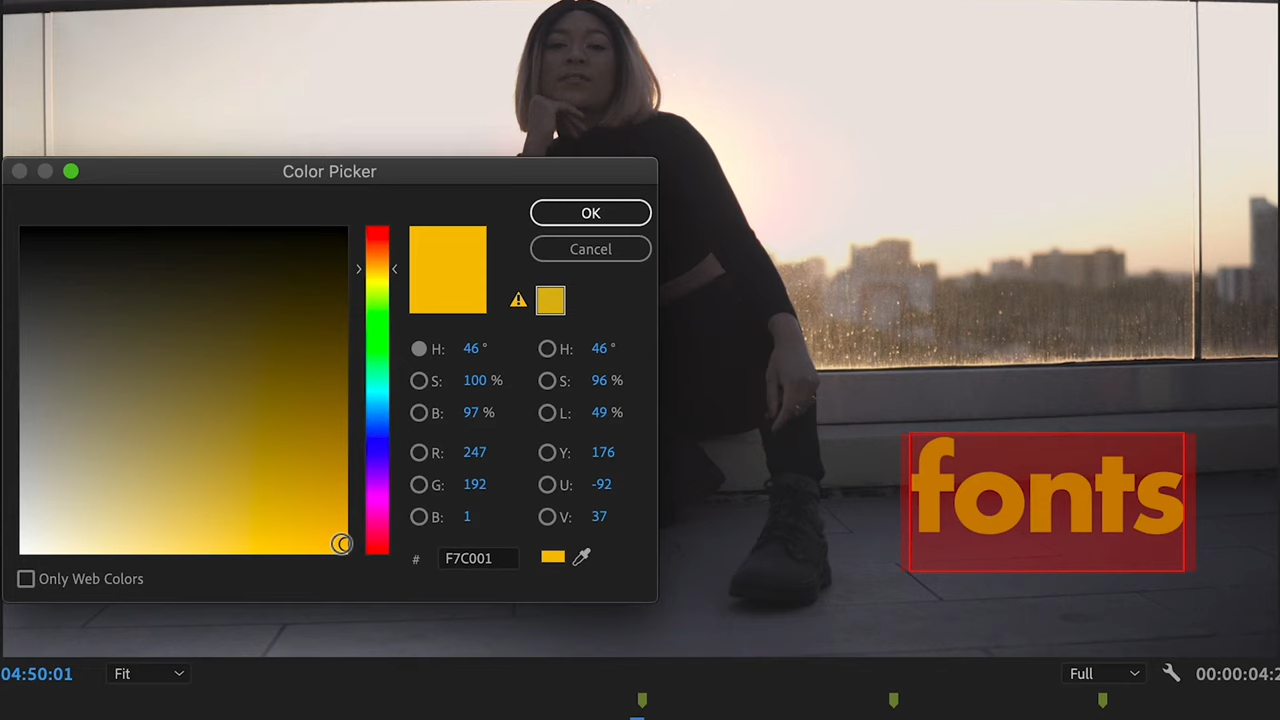 Color Picker
OK
Cancel
H: 46 °
H: 46 °
S: 100 %
S: 96 %
B: 97 %
L: 49 %
R: 247
Y: 176
G: 192
U: -92
B: 1
V: 37
# F7C001
Only Web Colors
fonts
04:50:01
Fit
Full
00:00:04:2